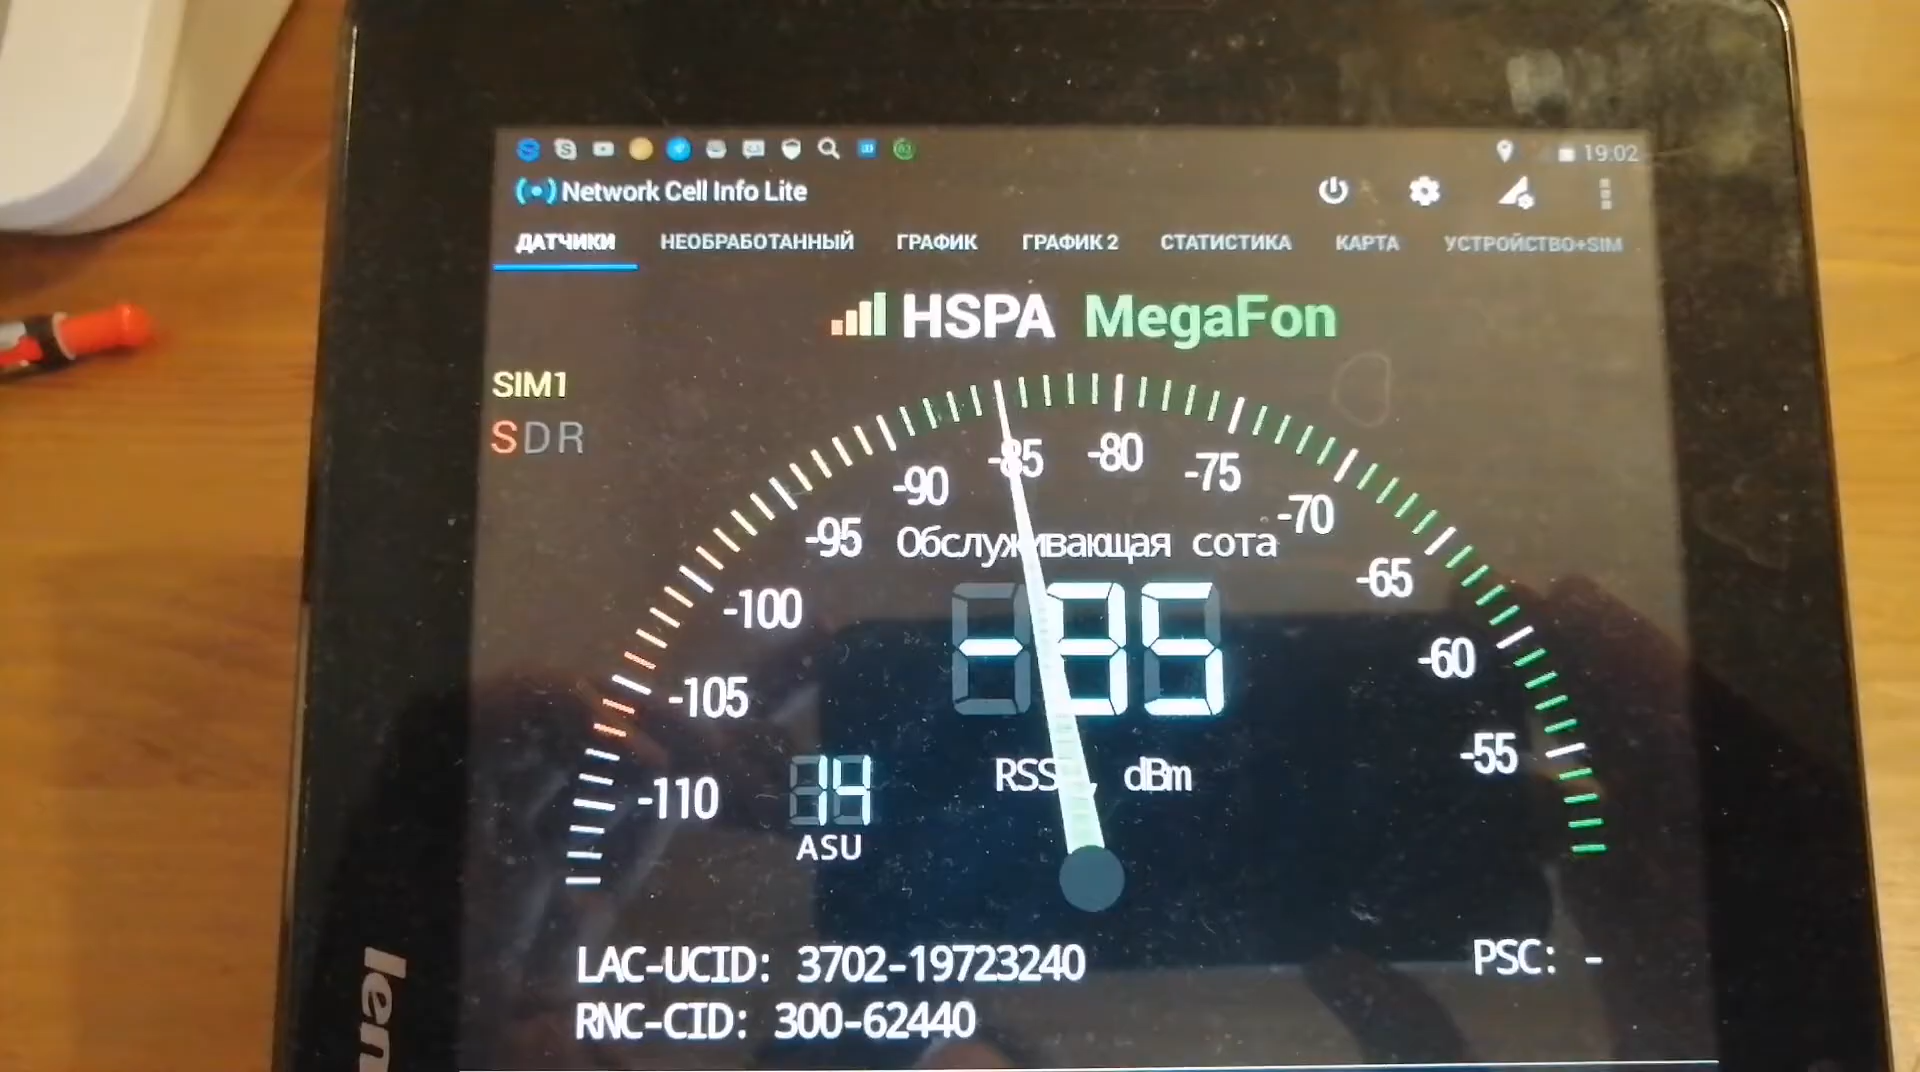 19:02
Network Cell Info Lite
ДАТЧИКИ НЕОБРАБОТАННЫЙ ГРАФИК ГРАФИК 2 СТАТИСТИКА КАРТА УСТРОЙСТВО+SIM
HSPA MegaFon
SIM1
SDR
-110
-105
-100
-95
-90
-85
-80
-75
-70
-65
-60
-55
Обслуживающая сота
14
ASU
dBm
LAC-UCID: 3702-19723240
PSC: -
RNC-CID: 300-62440